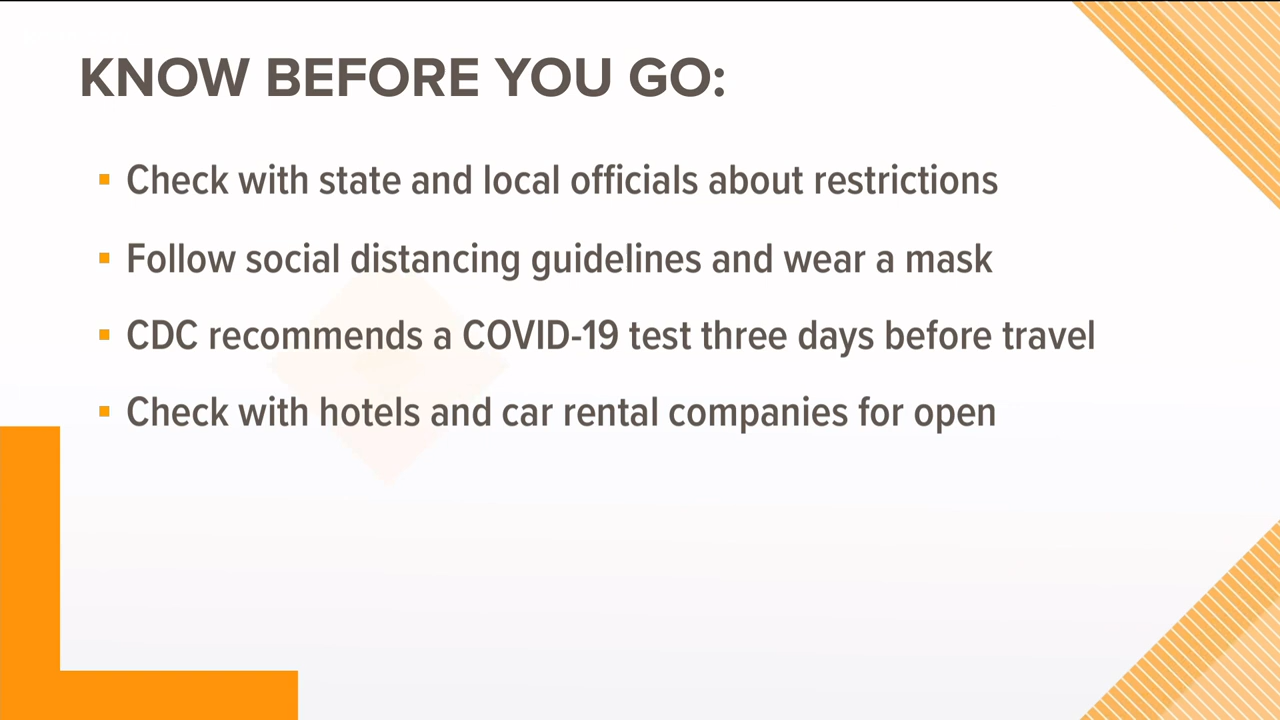 KNOW BEFORE YOU GO:
Check with state and local officials about restrictions
Follow social distancing guidelines and wear a mask
CDC recommends a COVID-19 test three days before travel
Check with hotels and car rental companies for open